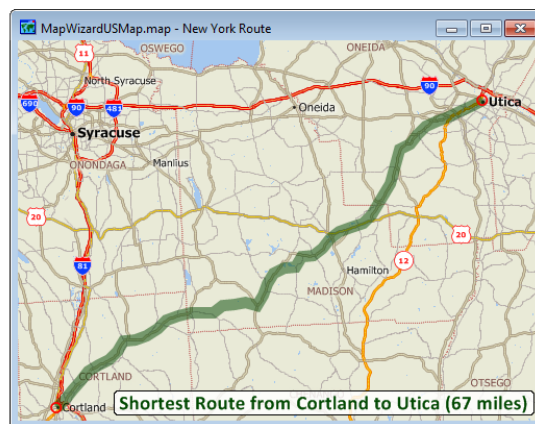 MapWizardUSMap.map - New York Route
OSWEGO
ONEIDA
11
North Syracuse
690
90
481
90
Oneida
Utica
Syracuse
ONONDAGA
Manlius
20
20
12
81
Hamilton
MADISON
CORTLAND
OTSEGO
Cortland
Shortest Route from Cortland to Utica (67 miles)